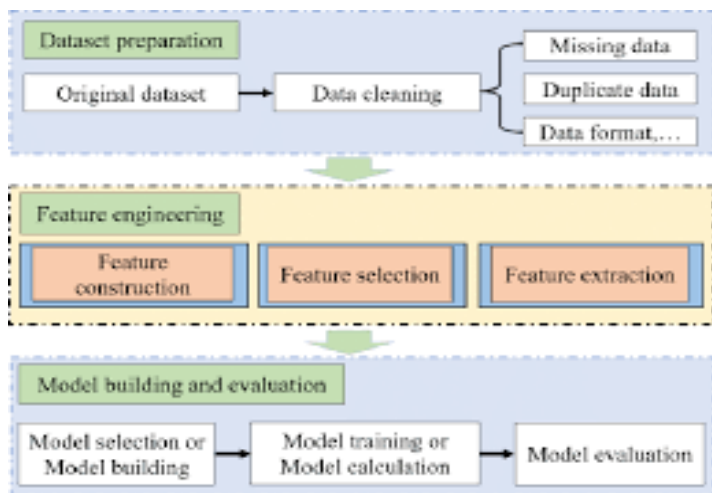 Dataset preparation
Original dataset
Data cleaning
Missing data
Duplicate data
Data format,…
Feature engineering
Feature
construction
Feature selection
Feature extraction
Model building and evaluation
Model selection or
Model building
Model training or
Model calculation
Model evaluation